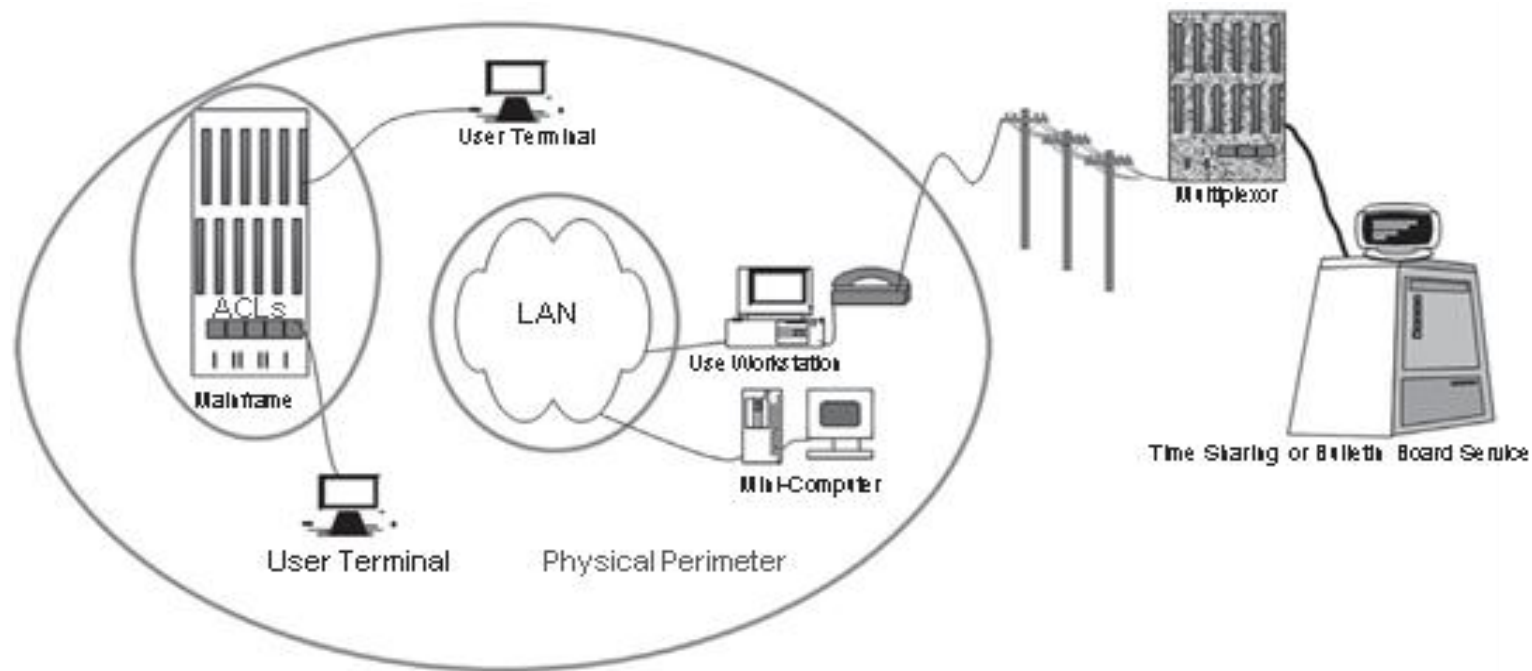 User Terminal
Multiplexor
LAN
ACLs
Use Workstation
Mainframe
Time Sharing or Bulletin Board Service
Mini-Computer
User Terminal
Physical Perimeter